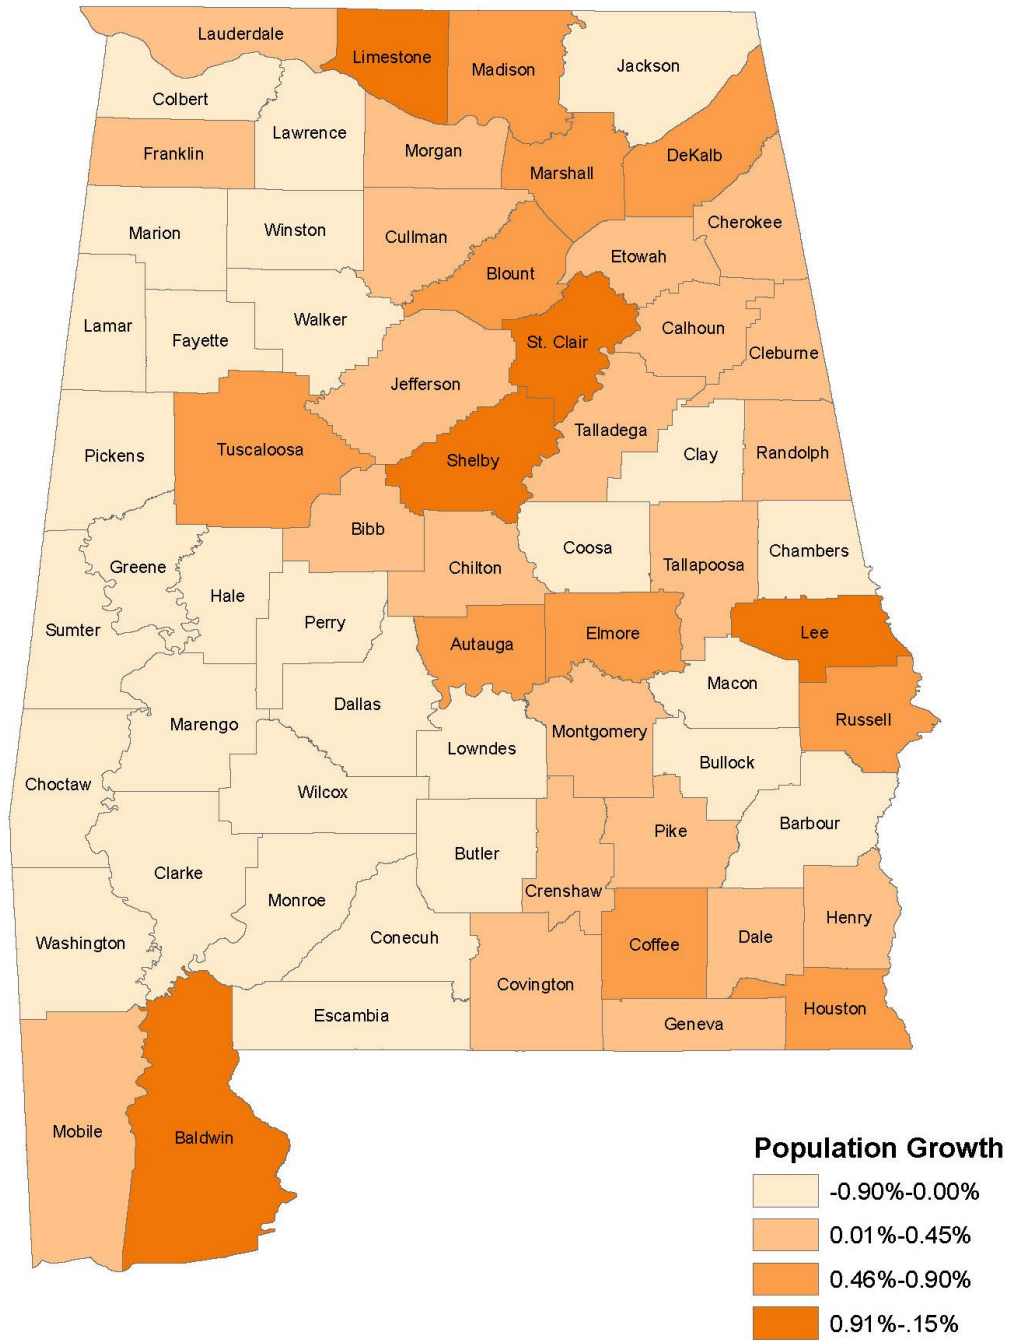 Lauderdale
Limestone
Madison
Jackson
Colbert
Lawrence
Franklin
Morgan
Marshall
DeKalb
Marion
Winston
Cullman
Cherokee
Blount
Etowah
Lamar
Fayette
Walker
St. Clair
Calhoun
Cleburne
Jefferson
Talladega
Pickens
Tuscaloosa
Shelby
Clay
Randolph
Bibb
Greene
Hale
Chilton
Coosa
Tallapoosa
Chambers
Sumter
Perry
Autauga
Elmore
Lee
Macon
Dallas
Marengo
Lowndes
Montgomery
Russell
Choctaw
Wilcox
Bullock
Barbour
Clarke
Butler
Pike
Monroe
Crenshaw
Washington
Conecuh
Coffee
Dale
Henry
Covington
Escambia
Geneva
Houston
Mobile
Baldwin
Population Growth
-0.90%-0.00%
0.01%-0.45%
0.46%-0.90%
0.91%-.15%